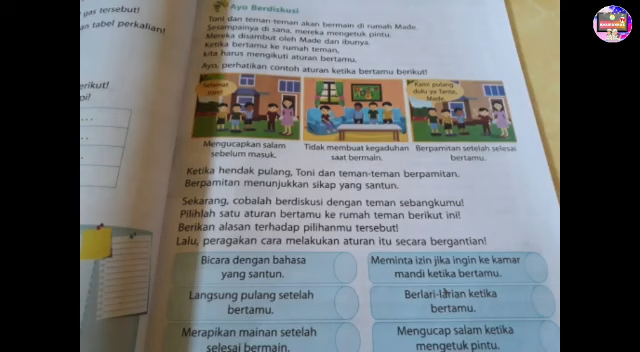 gas tersebut!
an tabel perkalian!
erikut!
pi!
Ayo Berdiskusi
Toni dan teman-teman akan bermain di rumah Made.
Sesampainya di sana, mereka mengetuk pintu.
Mereka disambut oleh Made dan ibunya.
Ketika bertamu ke rumah teman,
kita harus mengikuti aturan bertamu.
Ayo, perhatikan contoh aturan ketika bertamu berikut!
Selamat
Kami pulang
dulu ya Tante,
Made.
Mengucapkan salam
sebelum masuk.
Tidak membuat kegaduhan
saat bermain.
Berpamitan setelah selesai
bertamu.
Ketika hendak pulang, Toni dan teman-teman berpamitan.
Berpamitan menunjukkan sikap yang santun.
Sekarang, cobalah berdiskusi dengan teman sebangkumu!
Pilihlah satu aturan bertamu ke rumah teman berikut ini!
Berikan alasan terhadap pilihanmu tersebut!
Lalu, peragakan cara melakukan aturan itu secara bergantian!
Bicara dengan bahasa
yang santun.
Meminta izin jika ingin ke kamar
mandi ketika bertamu.
Langsung pulang setelah
bertamu.
Berlari-larian ketika
bertamu.
Merapikan mainan setelah
selesai bermain.
Mengucap salam ketika
mengetuk pintu.